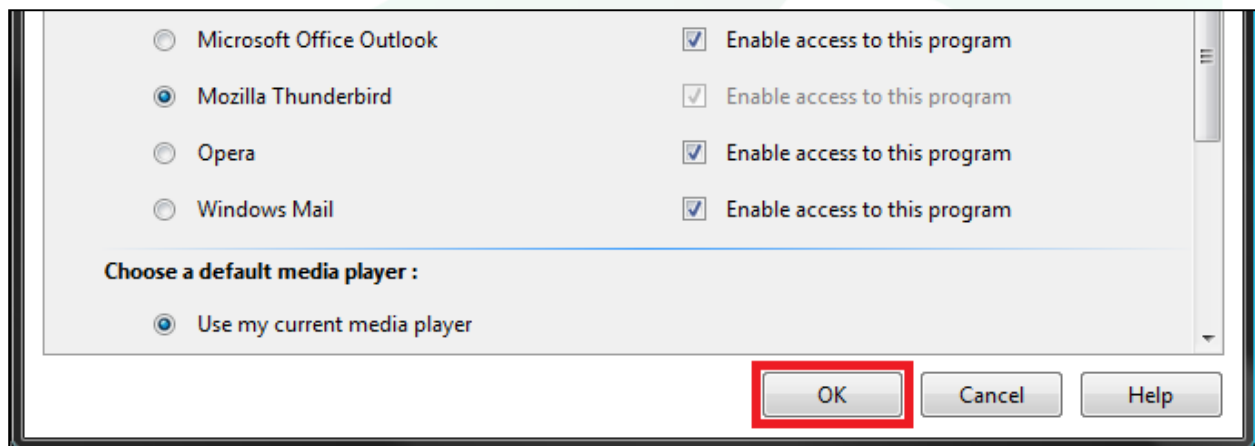 Microsoft Office Outlook Enable access to this program
Mozilla Thunderbird Enable access to this program
Opera Enable access to this program
Windows Mail Enable access to this program
Choose a default media player :
Use my current media player
OK Cancel Help